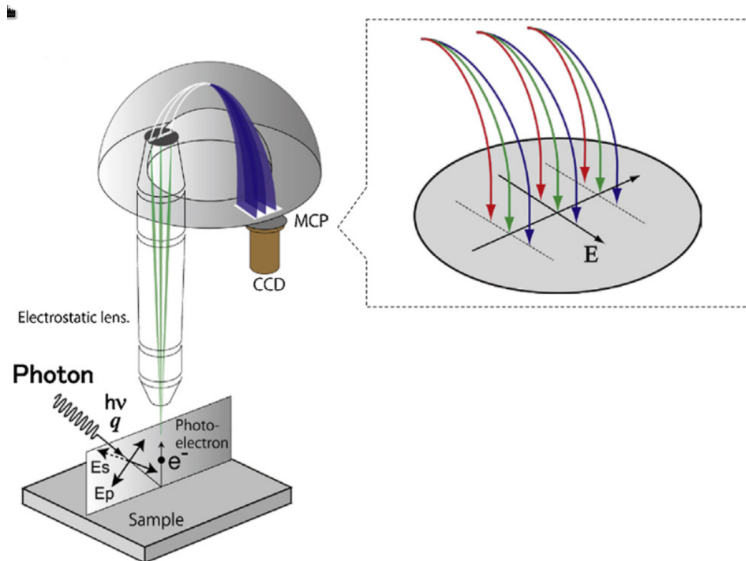 MCP
E
CCD
Electrostatic lens.
Photon
hν
q
Photo-
electron
Es
e-
Ep
Sample